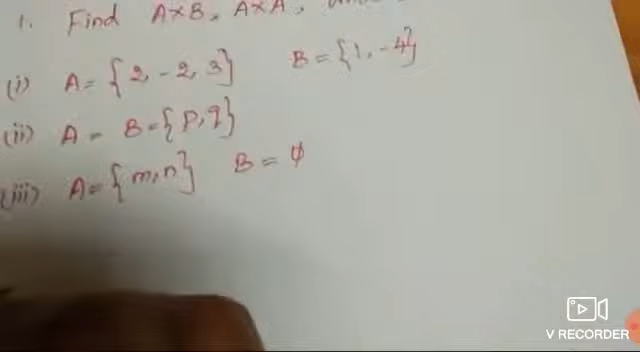 1. Find A×B, A×A,
(i) A = {2, -2, 3} B = {1, -4}
(ii) A = B = {p, q}
(iii) A = {m, n} B = φ
V RECORDER